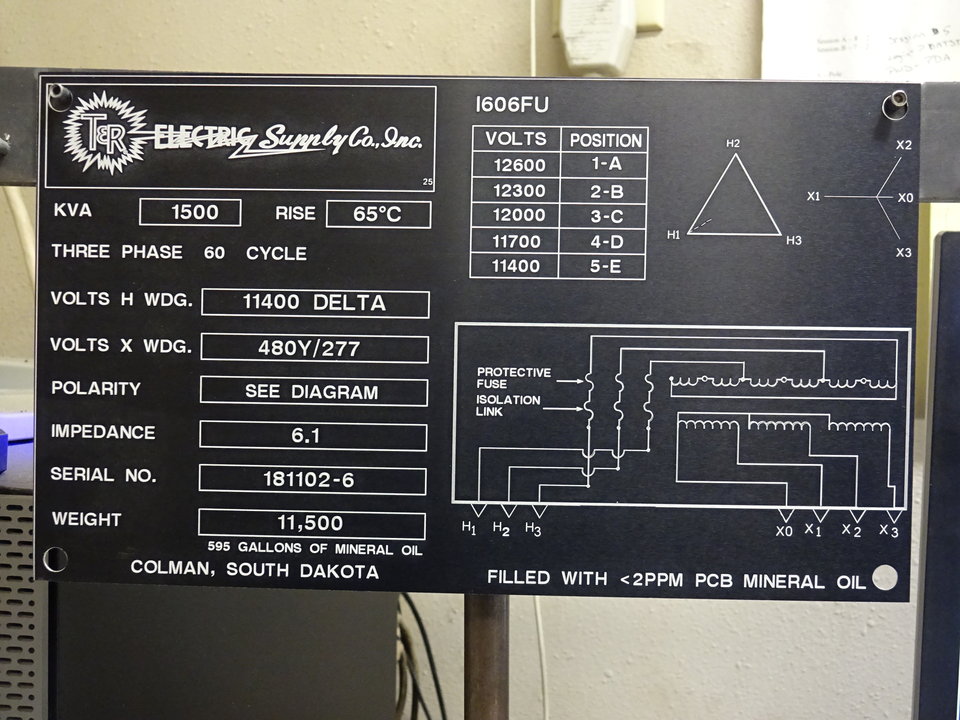 T&R ELECTRIC Supply Co., Inc.
25
KVA 1500 RISE 65°C
THREE PHASE 60 CYCLE
VOLTS H WDG. 11400 DELTA
VOLTS X WDG. 480Y/277
POLARITY SEE DIAGRAM
IMPEDANCE 6.1
SERIAL NO. 181102-6
WEIGHT 11,500
595 GALLONS OF MINERAL OIL
COLMAN, SOUTH DAKOTA
1606FU
VOLTS POSITION
12600 1-A
12300 2-B
12000 3-C
11700 4-D
11400 5-E
H2
H1 H3
X2
X1 X0
X3
PROTECTIVE
FUSE
ISOLATION
LINK
H1 H2 H3 X0 X1 X2 X3
FILLED WITH <2PPM PCB MINERAL OIL